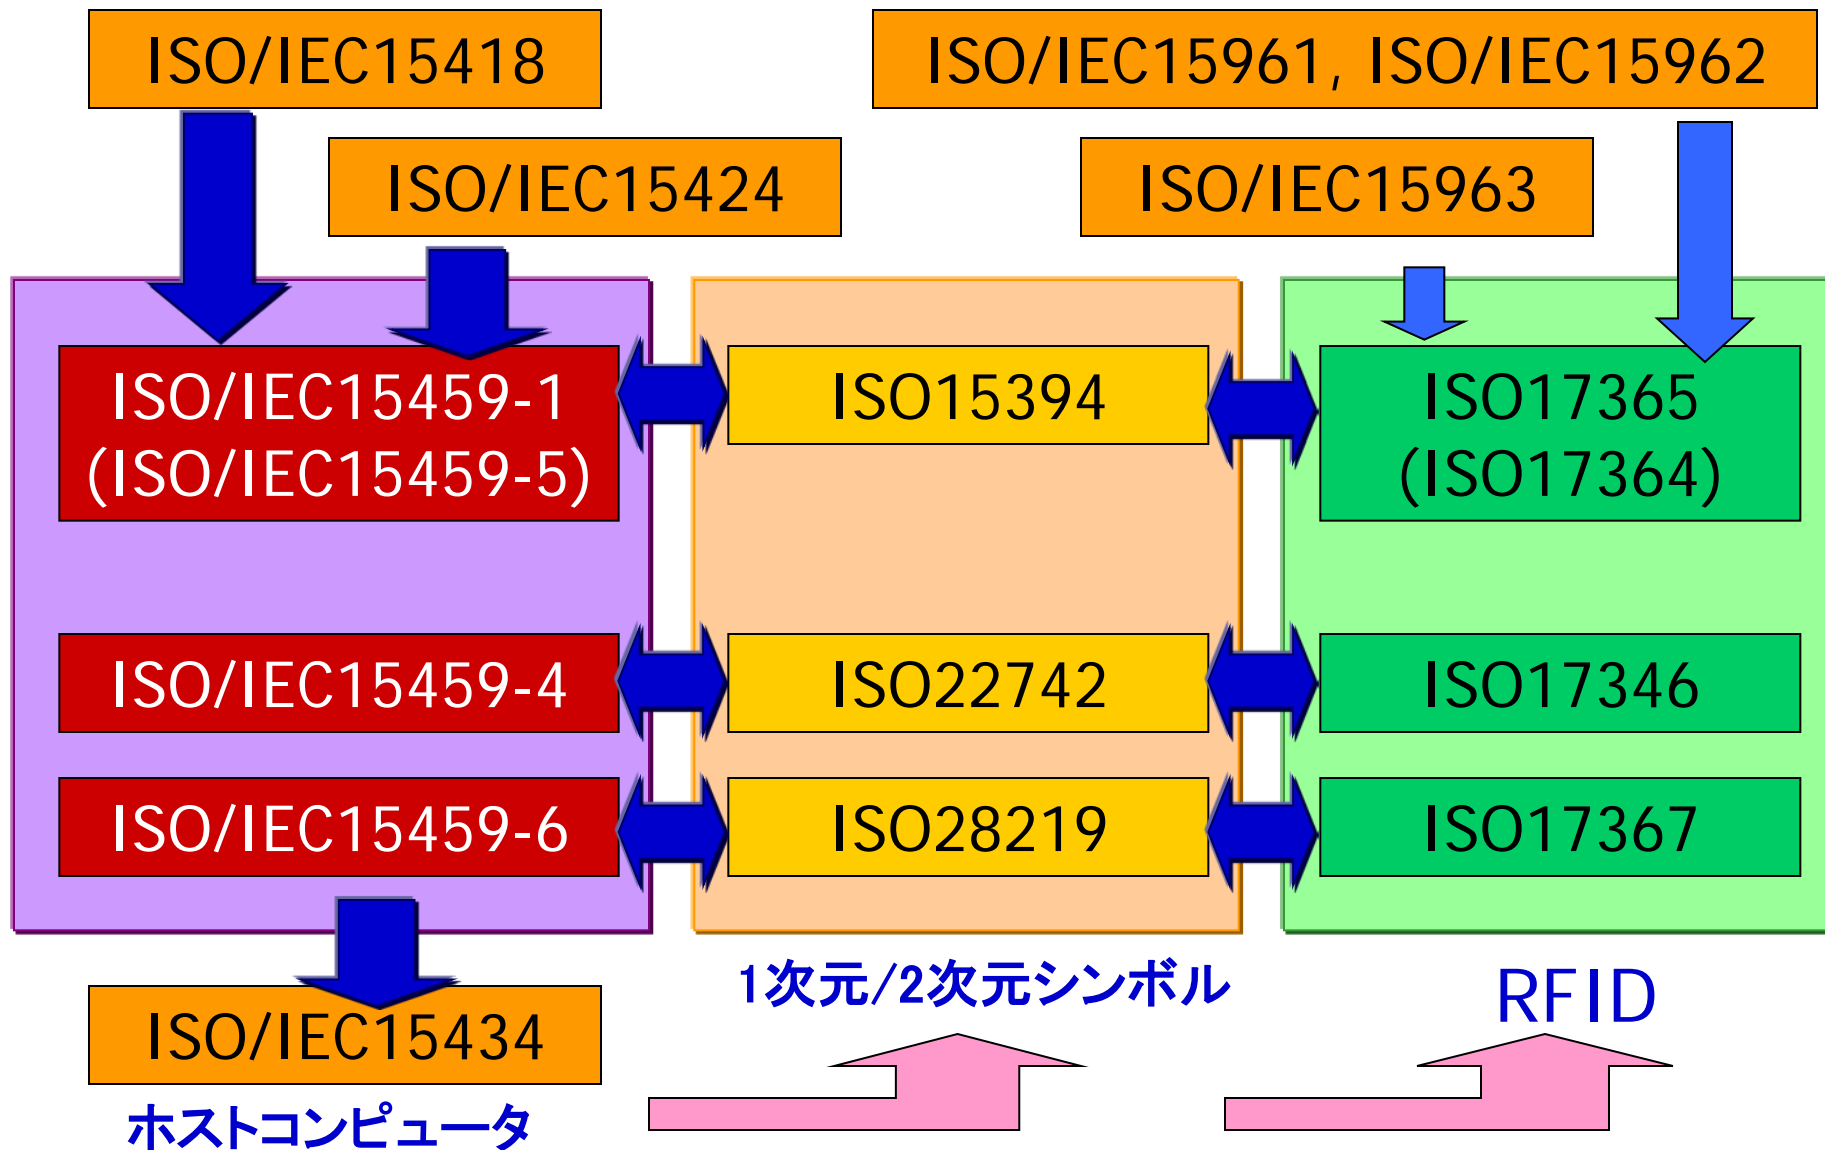 ISO/IEC15418
ISO/IEC15961, ISO/IEC15962
ISO/IEC15424
ISO/IEC15963
ISO/IEC15459-1
(ISO/IEC15459-5)
ISO15394
ISO17365
(ISO17364)
ISO/IEC15459-4
ISO22742
ISO17346
ISO/IEC15459-6
ISO28219
ISO17367
1次元/2次元シンボル
RFID
ISO/IEC15434
ホストコンピュータ